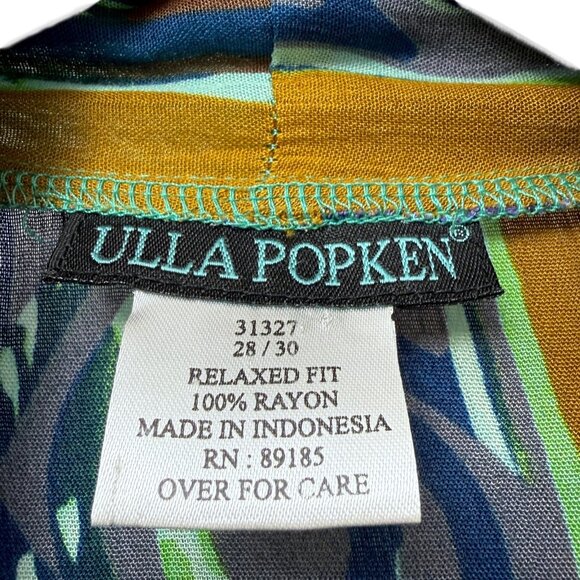 ULLA POPKEN®
31327
28 / 30
RELAXED FIT
100% RAYON
MADE IN INDONESIA
RN : 89185
OVER FOR CARE